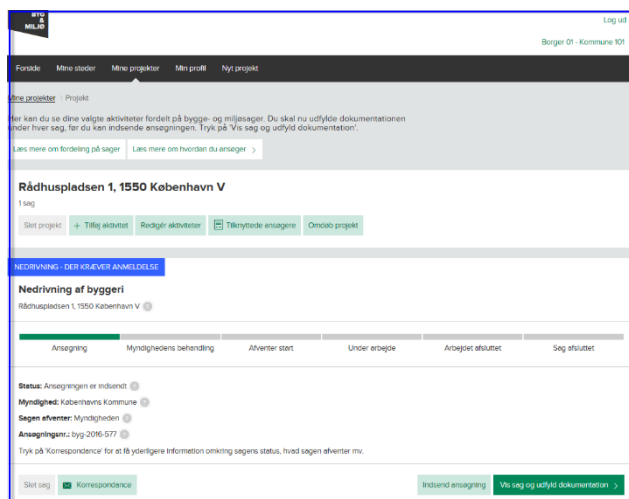 BYG
&
MILJØ
Log ud
Borger 01 - Kommune 101
Forside Mine steder Mine projekter Min profil Nyt projekt
Mine projekter Projekt
Her kan du se dine valgte aktiviteter fordelt på bygge- og miljøsager. Du skal nu udfylde dokumentationen
under hver sag, før du kan indsende ansøgningen. Tryk på 'Vis sag og udfyld dokumentation'.
Læs mere om fordeling på sager Læs mere om hvordan du ansøger >
Rådhuspladsen 1, 1550 København V
1 sag
Slet projekt + Tilføj aktivitet Redigér aktiviteter Tilknyttede ansøgere Omdøb projekt
NEDRIVNING - DER KRÆVER ANMELDELSE
Nedrivning af byggeri
Rådhuspladsen 1, 1550 København V ?
Ansøgning Myndighedens behandling Afventer start Under arbejde Arbejdet afsluttet Sag afsluttet
Status: Ansøgningen er indsendt ?
Myndighed: Københavns Kommune ?
Sagen afventer: Myndigheden ?
Ansøgningsnr.: byg-2016-577 ?
Tryk på 'Korrespondance' for at få yderligere information omkring sagens status, hvad sagen afventer mv.
Slet sag Korrespondance Indsend ansøgning Vis sag og udfyld dokumentation >